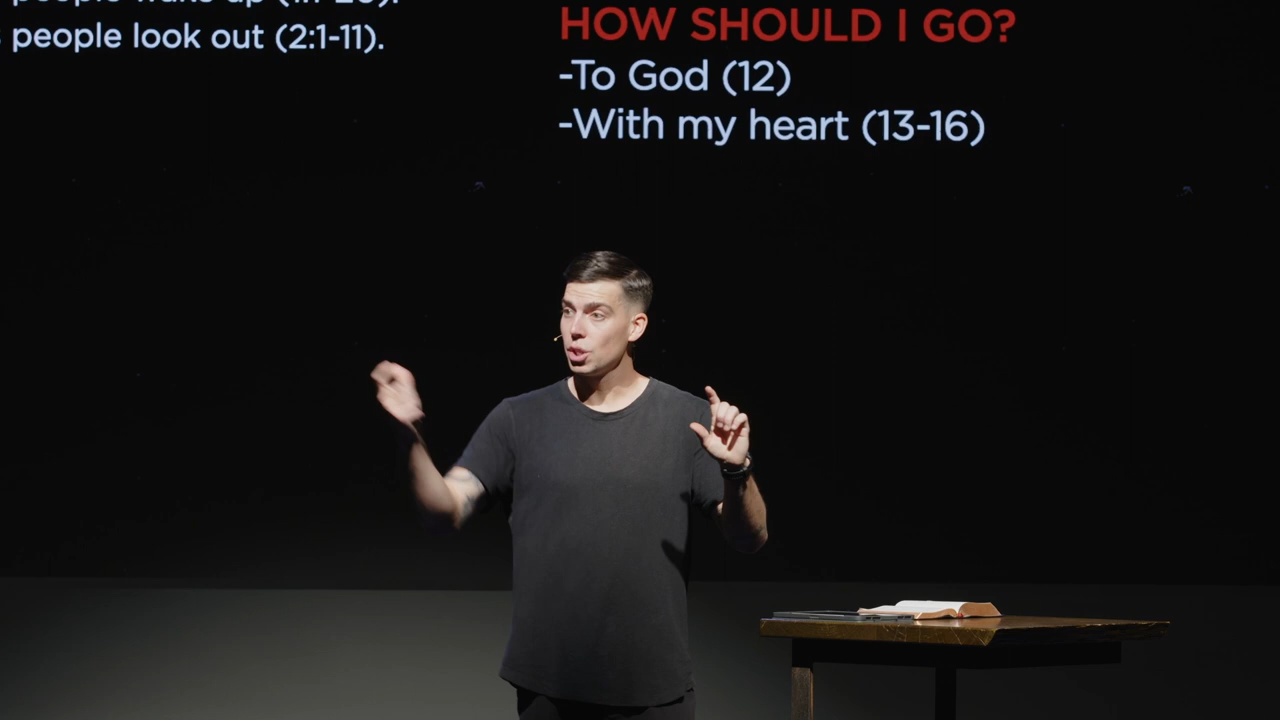 people look out (2:1-11).
HOW SHOULD I GO?
-To God (12)
-With my heart (13-16)